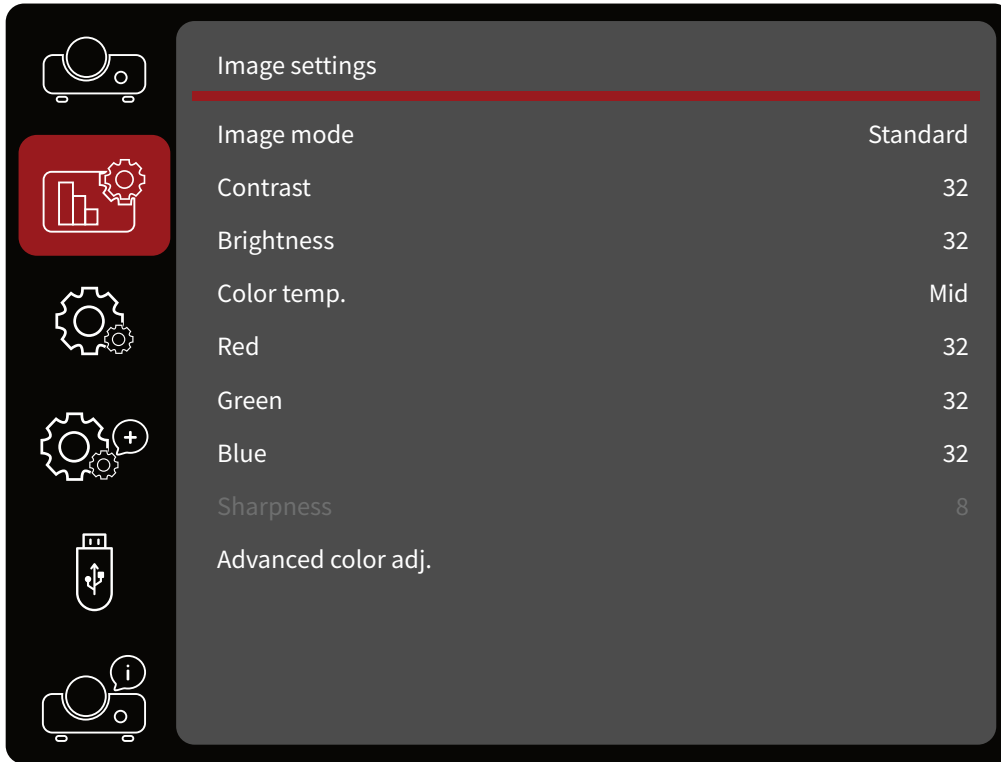 Image settings
Image mode Standard
Contrast 32
Brightness 32
Color temp. Mid
Red 32
Green 32
Blue 32
Sharpness 8
Advanced color adj.